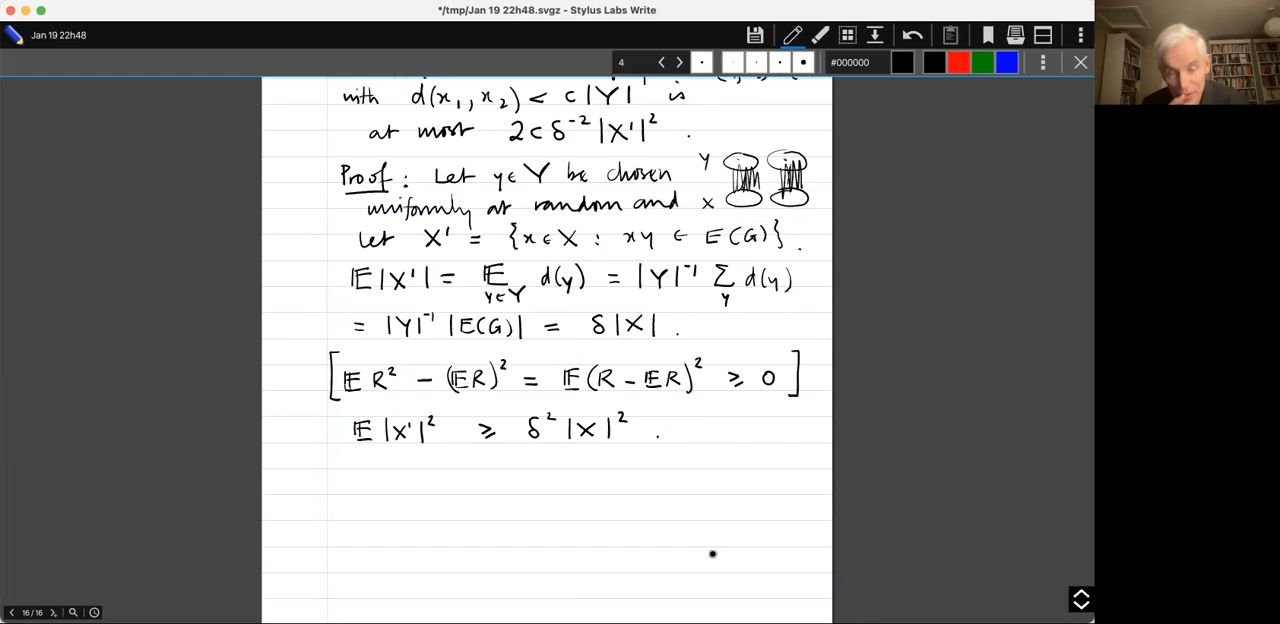 */tmp/Jan 19 22h48.svgz - Stylus Labs Write
Jan 19 22h48
4
#000000
with d(x₁, x₂) < c|Y| is
at most 2cδ⁻²|X'|² .
Proof : Let y∈Y be chosen
uniformly at random and
Y
X
let X' = {x∈X : xy ∈ E(G)} .
𝔼|X'| = 𝔼_{y∈Y} d(y) = |Y|⁻¹ Σ_y d(y)
= |Y|⁻¹ |E(G)| = δ|X| .
[𝔼R² − (𝔼R)² = 𝔼(R − 𝔼R)² ⩾ 0]
𝔼|X'|² ⩾ δ²|X|² .
16/16